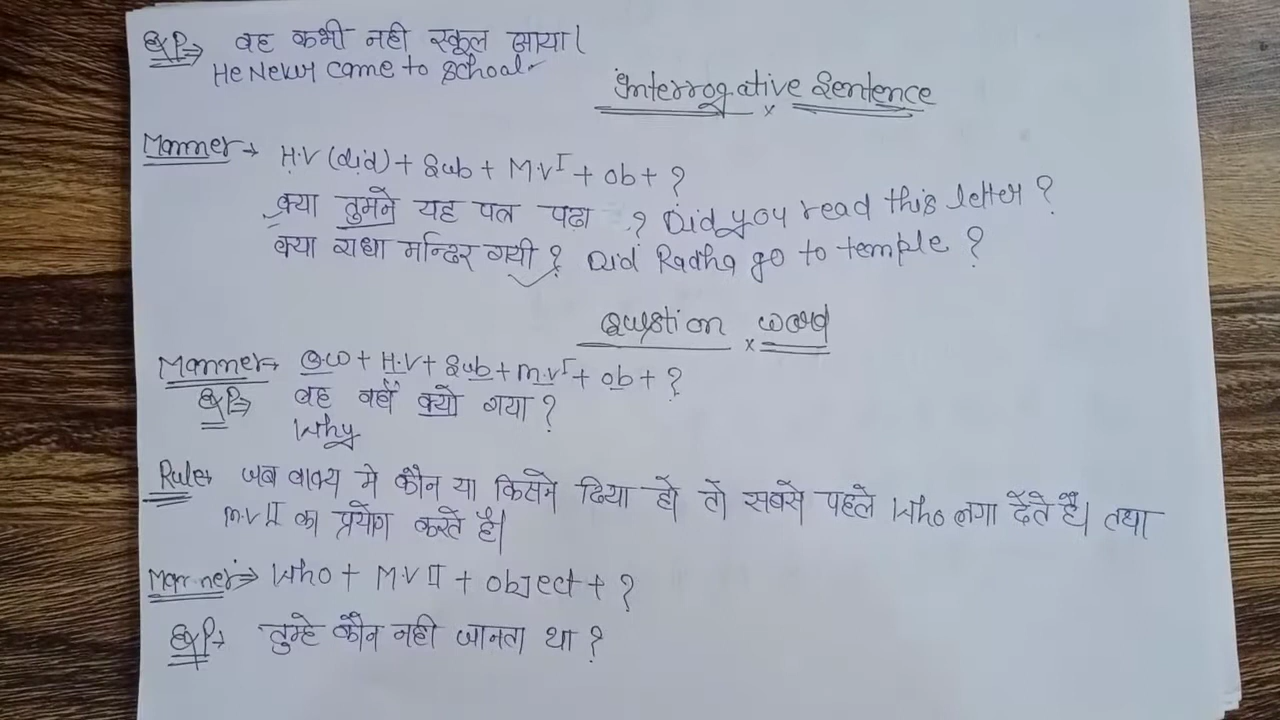 Exp⇒ वह कभी नही स्कूल आया।
He Never came to school.
Interrogative × Sentence
Manner → H.V (did) + Sub + M.V I + ob + ?
क्या तुमने यह पत्र पढा ? Did you read this letter ?
क्या राधा मन्दिर गयी ? Did Radha go to temple ?
Question × word
Manner → Q.W + H.V + Sub + M.V I + ob + ?
Exp⇒ वह वहाँ क्यो गया ?
Why
Rule→ जब वाक्य मे कौन या किसने दिया हो तो सबसे पहले Who लगा देते है। तथा
M.V II का प्रयोग करते है।
Manner⇒ Who + M.V II + object + ?
Exp→ तुम्हे कौन नही जानता था ?